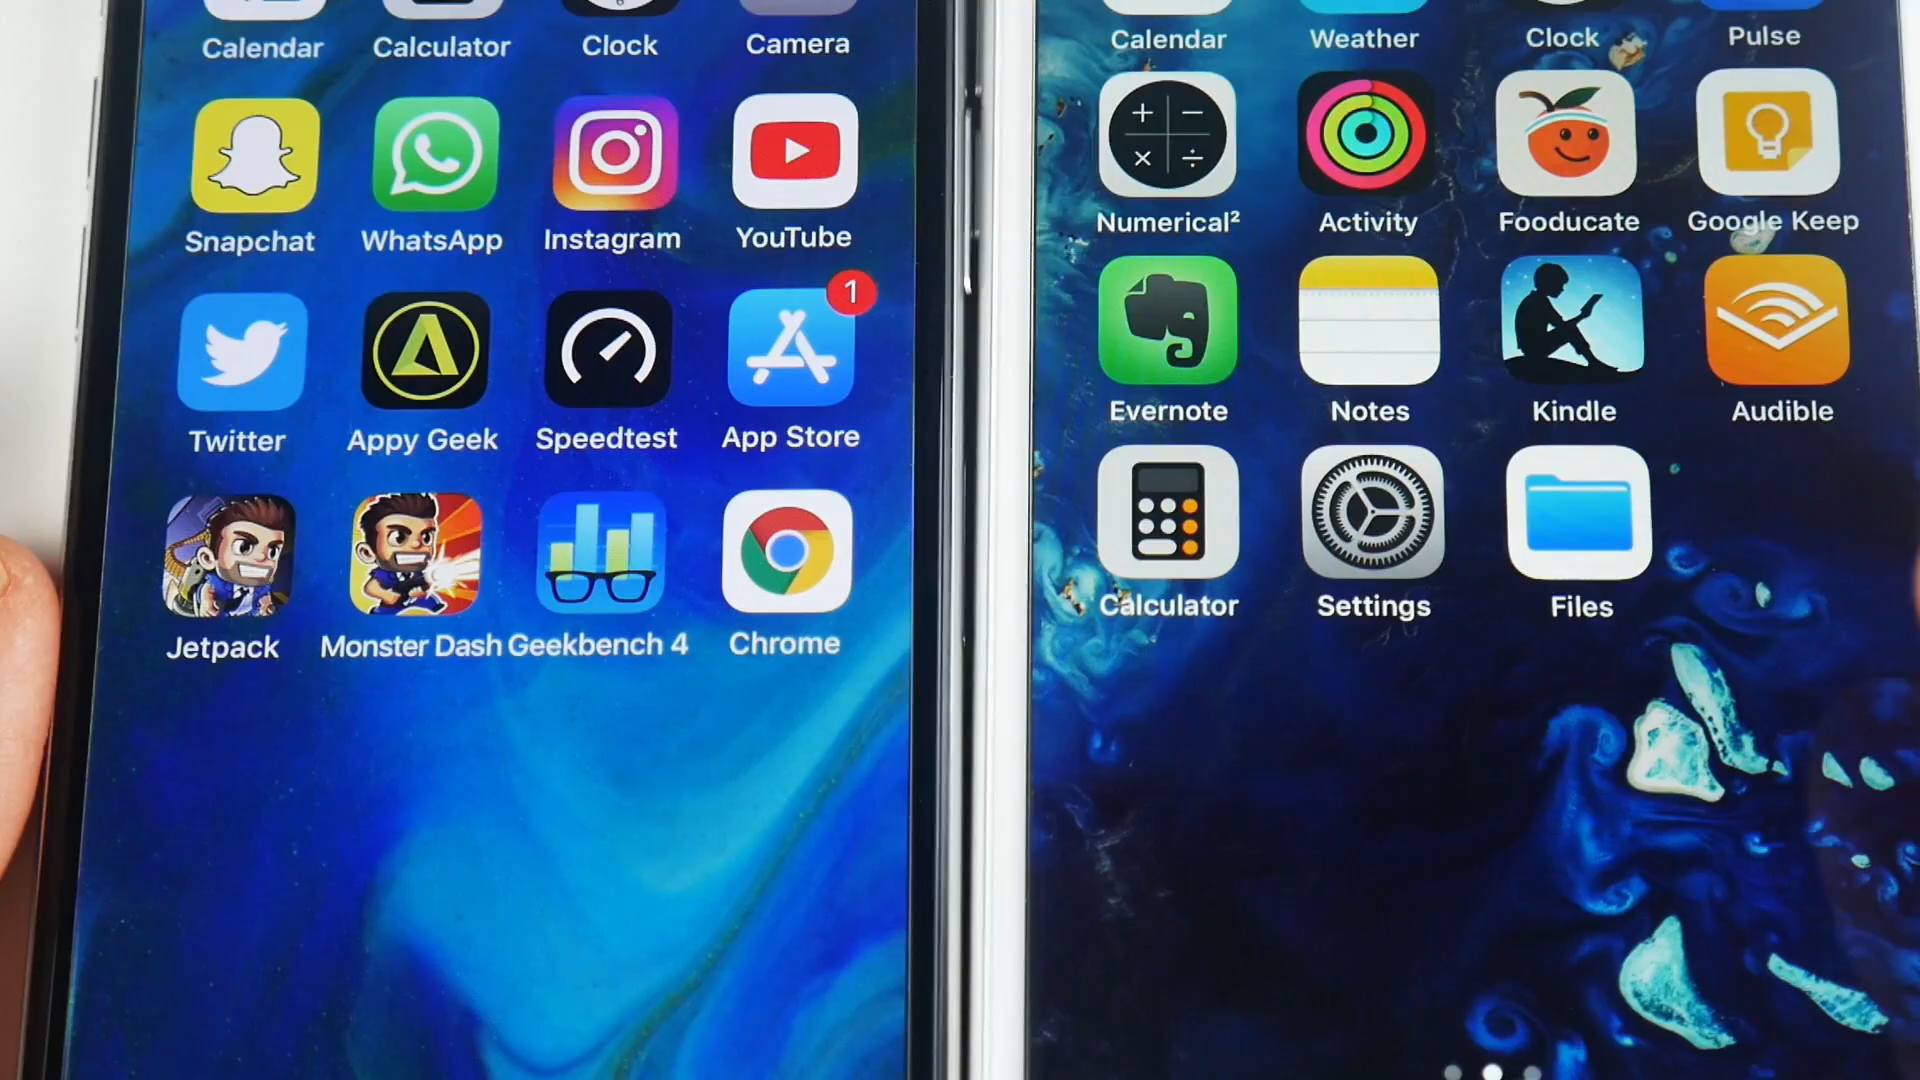 Calendar Calculator Clock Camera
Snapchat WhatsApp Instagram YouTube
1
Twitter Appy Geek Speedtest App Store
Jetpack Monster Dash Geekbench 4 Chrome
Calendar Weather Clock Pulse
Numerical² Activity Fooducate Google Keep
Evernote Notes Kindle Audible
Calculator Settings Files